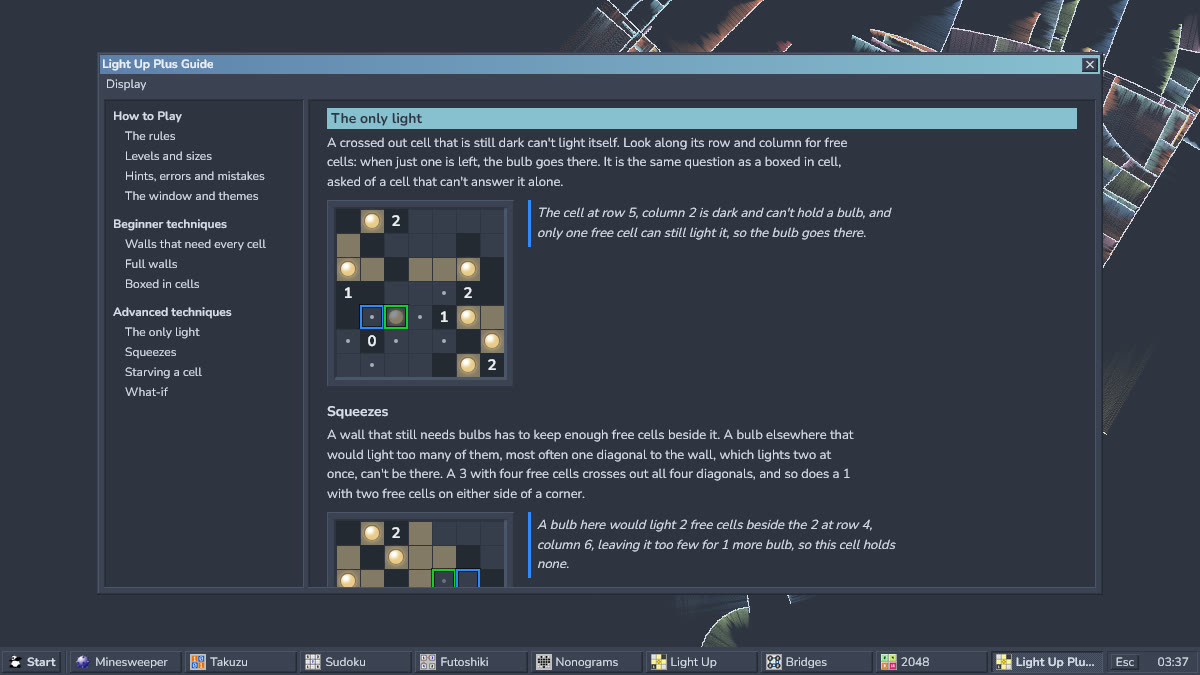 Light Up Plus Guide
Display
How to Play
The rules
Levels and sizes
Hints, errors and mistakes
The window and themes
Beginner techniques
Walls that need every cell
Full walls
Boxed in cells
Advanced techniques
The only light
Squeezes
Starving a cell
What-if
The only light
A crossed out cell that is still dark can't light itself. Look along its row and column for free
cells: when just one is left, the bulb goes there. It is the same question as a boxed in cell,
asked of a cell that can't answer it alone.
2
1 2
1
0
2
The cell at row 5, column 2 is dark and can't hold a bulb, and
only one free cell can still light it, so the bulb goes there.
Squeezes
A wall that still needs bulbs has to keep enough free cells beside it. A bulb elsewhere that
would light too many of them, most often one diagonal to the wall, which lights two at
once, can't be there. A 3 with four free cells crosses out all four diagonals, and so does a 1
with two free cells on either side of a corner.
2
A bulb here would light 2 free cells beside the 2 at row 4,
column 6, leaving it too few for 1 more bulb, so this cell holds
none.
Start Minesweeper Takuzu Sudoku Futoshiki Nonograms Light Up Bridges 2048 Light Up Plu... Esc 03:37